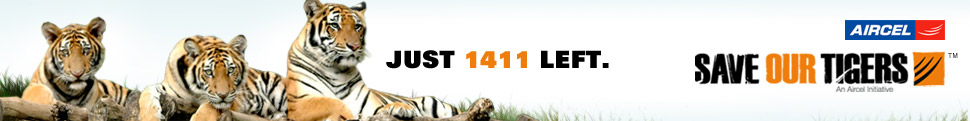 JUST 1411 LEFT.
AIRCEL
SAVE OUR TIGERS TM
An Aircel Initiative